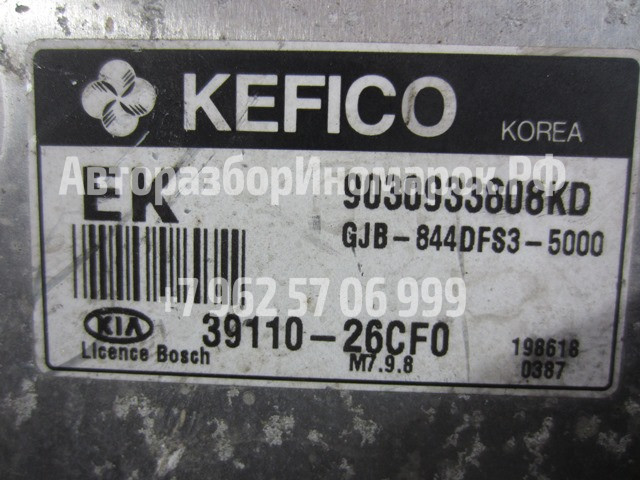 KEFICO
KOREA
АвторазборИномарок.РФ
EK
9030933808KD
GJB-844DFS3-5000
+7 962 57 06 999
KIA
39110-26CF0
Licence Bosch
M7.9.8
198618
0387